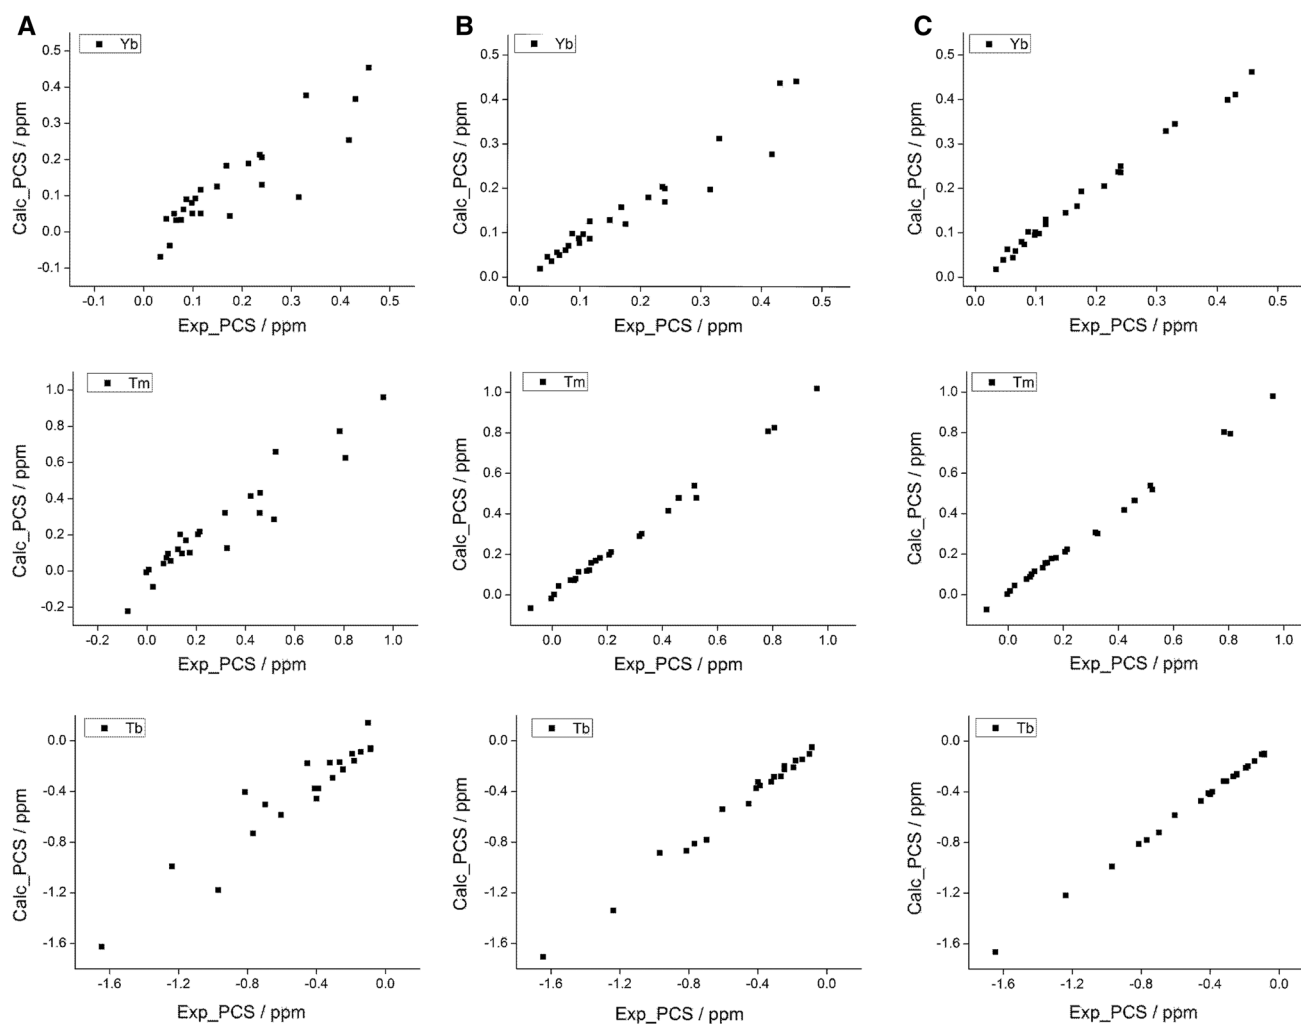 A
Yb
Calc_PCS / ppm
0.5
0.4
0.3
0.2
0.1
0.0
-0.1
-0.1 0.0 0.1 0.2 0.3 0.4 0.5
Exp_PCS / ppm
B
Yb
Calc_PCS / ppm
0.5
0.4
0.3
0.2
0.1
0.0
0.0 0.1 0.2 0.3 0.4 0.5
Exp_PCS / ppm
C
Yb
Calc_PCS / ppm
0.5
0.4
0.3
0.2
0.1
0.0
0.0 0.1 0.2 0.3 0.4 0.5
Exp_PCS / ppm
Tm
Calc_PCS / ppm
1.0
0.8
0.6
0.4
0.2
0.0
-0.2
-0.2 0.0 0.2 0.4 0.6 0.8 1.0
Exp_PCS / ppm
Tm
Calc_PCS / ppm
1.0
0.8
0.6
0.4
0.2
0.0
0.0 0.2 0.4 0.6 0.8 1.0
Exp_PCS / ppm
Tm
Calc_PCS / ppm
1.0
0.8
0.6
0.4
0.2
0.0
0.0 0.2 0.4 0.6 0.8 1.0
Exp_PCS / ppm
Tb
Calc_PCS / ppm
0.0
-0.4
-0.8
-1.2
-1.6
-1.6 -1.2 -0.8 -0.4 0.0
Exp_PCS / ppm
Tb
Calc_PCS / ppm
0.0
-0.4
-0.8
-1.2
-1.6
-1.6 -1.2 -0.8 -0.4 0.0
Exp_PCS / ppm
Tb
Calc_PCS / ppm
0.0
-0.4
-0.8
-1.2
-1.6
-1.6 -1.2 -0.8 -0.4 0.0
Exp_PCS / ppm